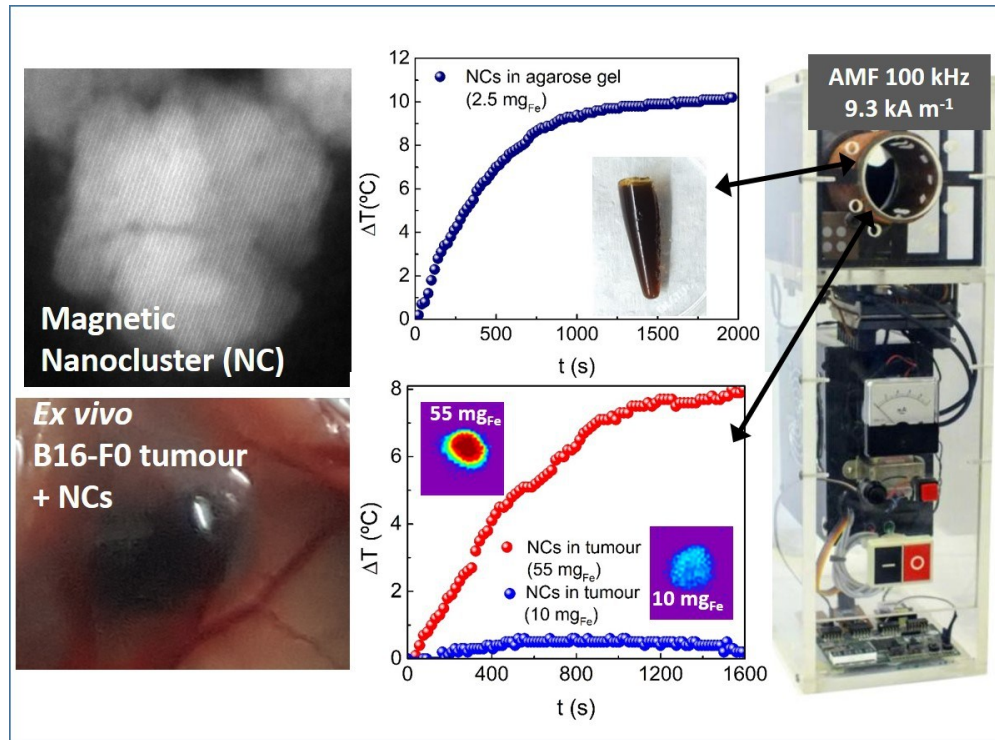 Magnetic
Nanocluster (NC)
Ex vivo
B16-F0 tumour
+ NCs
NCs in agarose gel
(2.5 mgFe)
ΔT(ºC)
12
10
8
6
4
2
0
0 500 1000 1500 2000
t (s)
55 mgFe
NCs in tumour
(55 mgFe)
NCs in tumour
(10 mgFe)
10 mgFe
ΔT (ºC)
8
6
4
2
0
0 400 800 1200 1600
t (s)
AMF 100 kHz
9.3 kA m-1